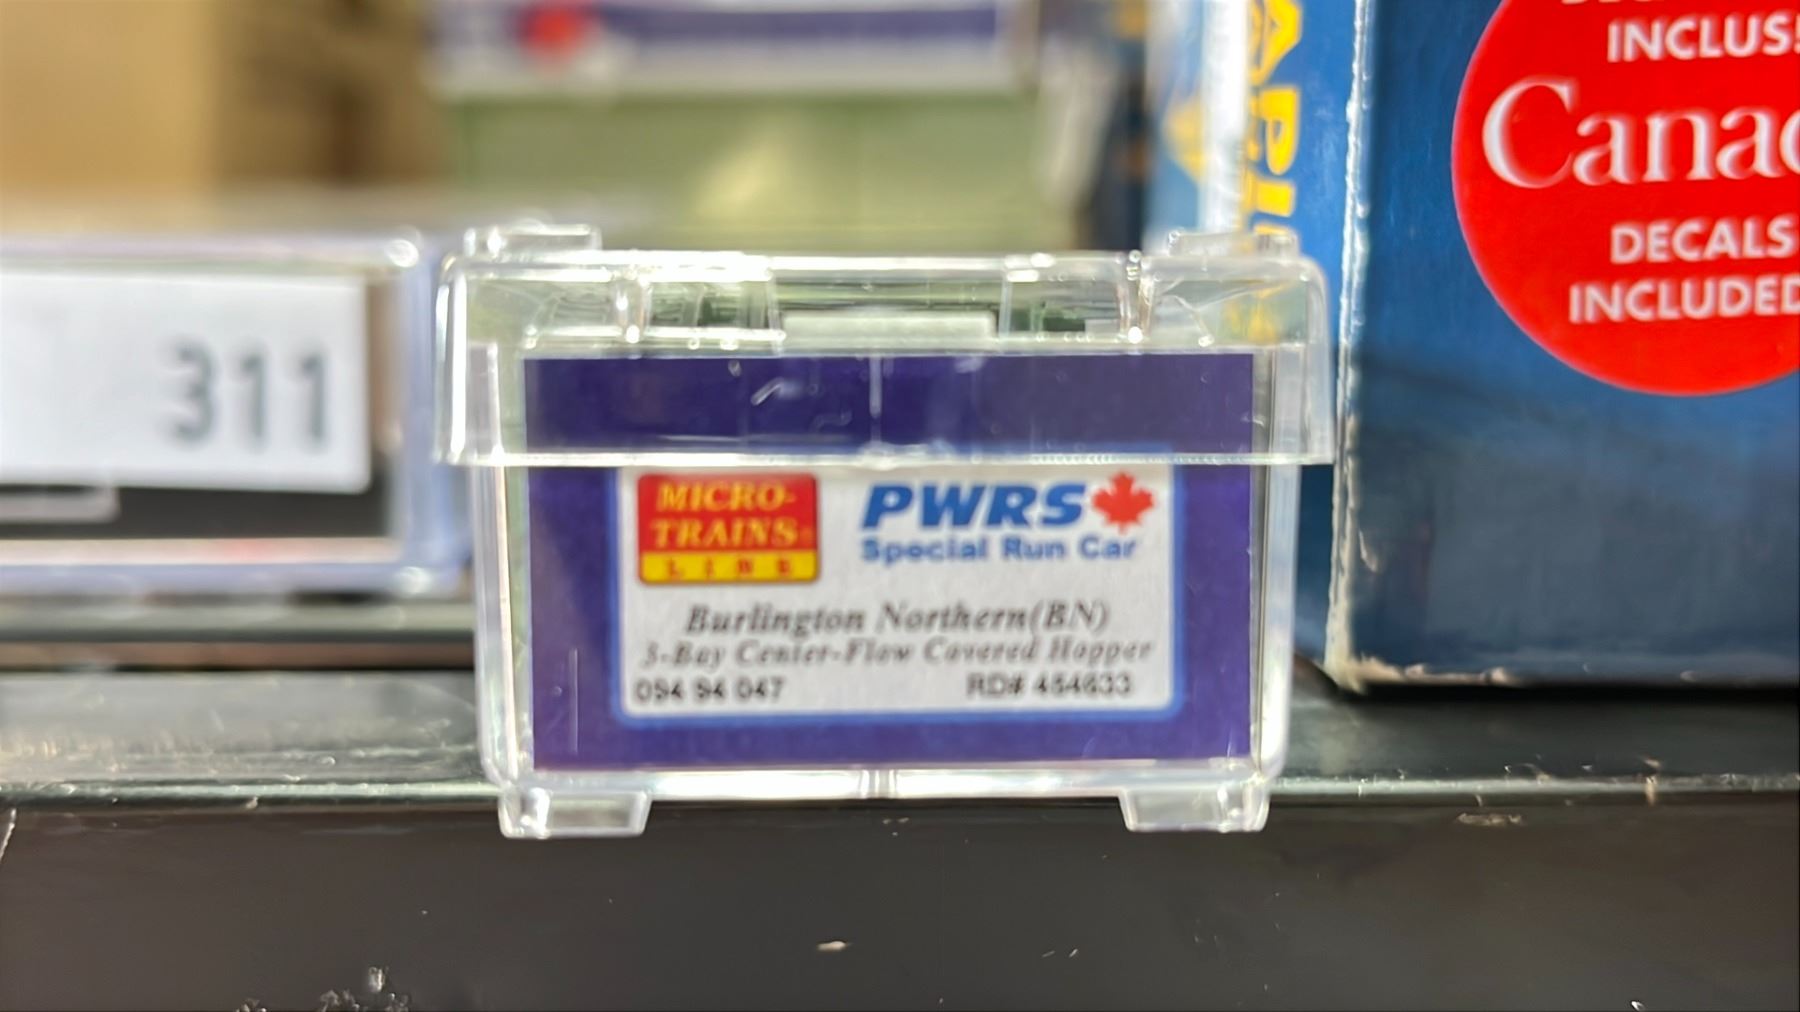 311
MICRO-
TRAINS
LINE
PWRS
Special Run Car
Burlington Northern(BN)
3-Bay Center-Flow Covered Hopper
094 94 047 RD# 454633
INCLUS!
Canad
DECALS
INCLUDED